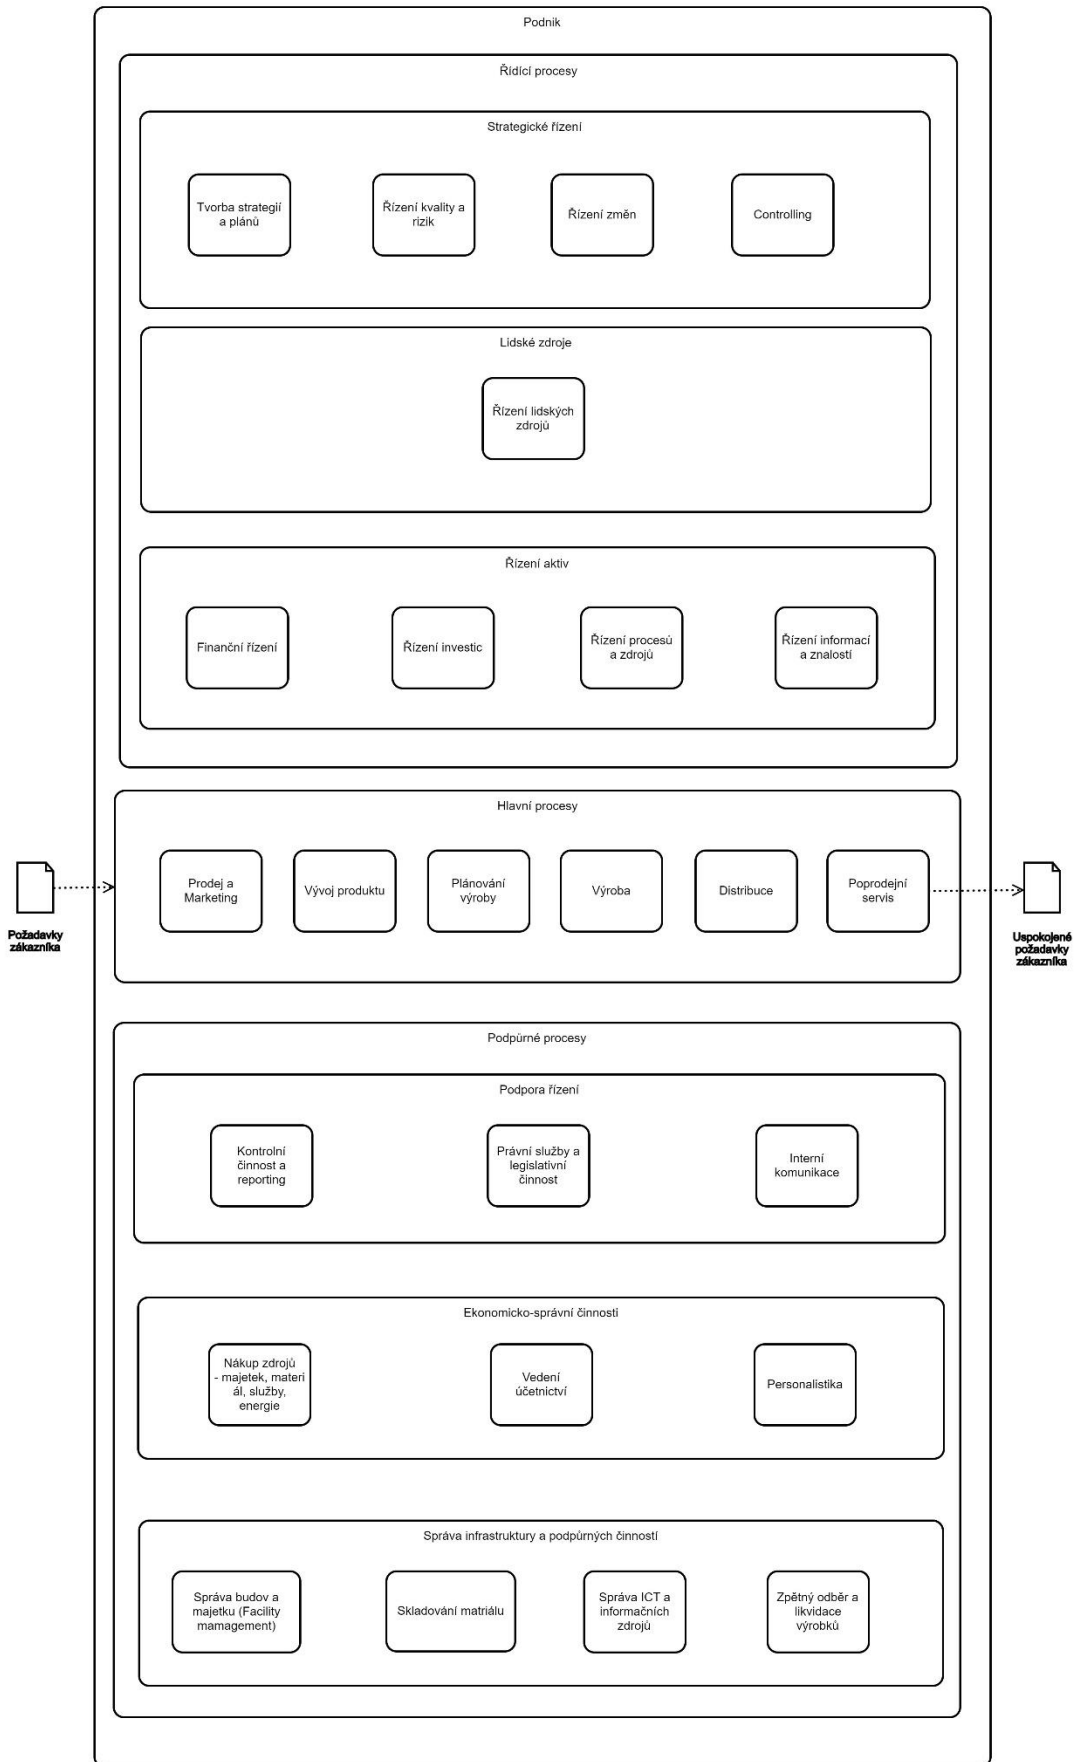 Podnik
Řídící procesy
Strategické řízení
Tvorba strategií
a plánů
Řízení kvality a
rizik
Řízení změn
Controlling
Lidské zdroje
Řízení lidských
zdrojů
Řízení aktiv
Finanční řízení
Řízení investic
Řízení procesů
a zdrojů
Řízení informací
a znalostí
Hlavní procesy
Požadavky
zákazníka
Prodej a
Marketing
Vývoj produktu
Plánování
výroby
Výroba
Distribuce
Poprodejní
servis
Uspokojené
požadavky
zákazníka
Podpůrné procesy
Podpora řízení
Kontrolní
činnost a
reporting
Právní služby a
legislativní
činnost
Interní
komunikace
Ekonomicko-správní činnosti
Nákup zdrojů
- majetek, materi
ál, služby,
energie
Vedení
účetnictví
Personalistika
Správa infrastruktury a podpůrných činností
Správa budov a
majetku (Facility
mamagement)
Skladování matriálu
Správa ICT a
informačních
zdrojů
Zpětný odběr a
likvidace
výrobků